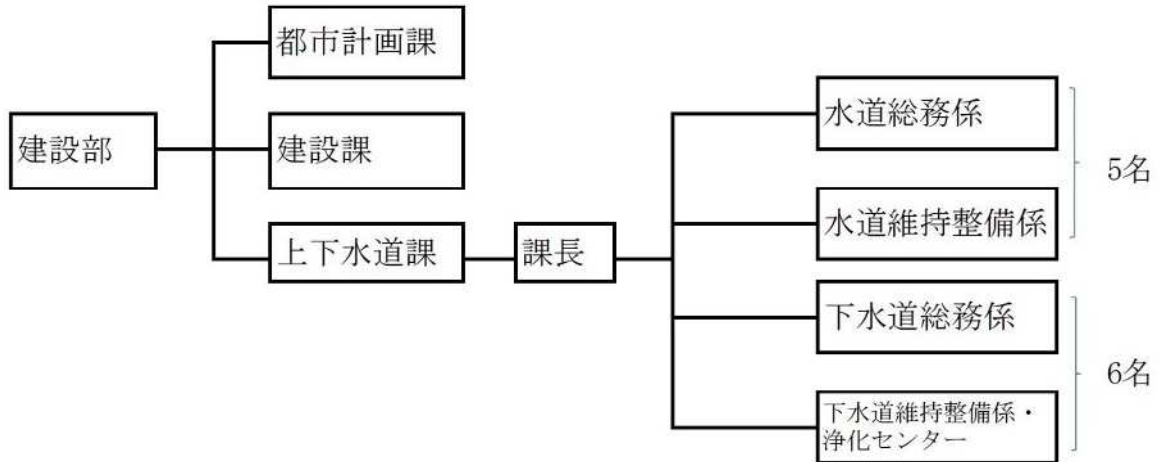 都市計画課
建設部
建設課
上下水道課
課長
水道総務係
水道維持整備係
5名
下水道総務係
下水道維持整備係・
浄化センター
6名